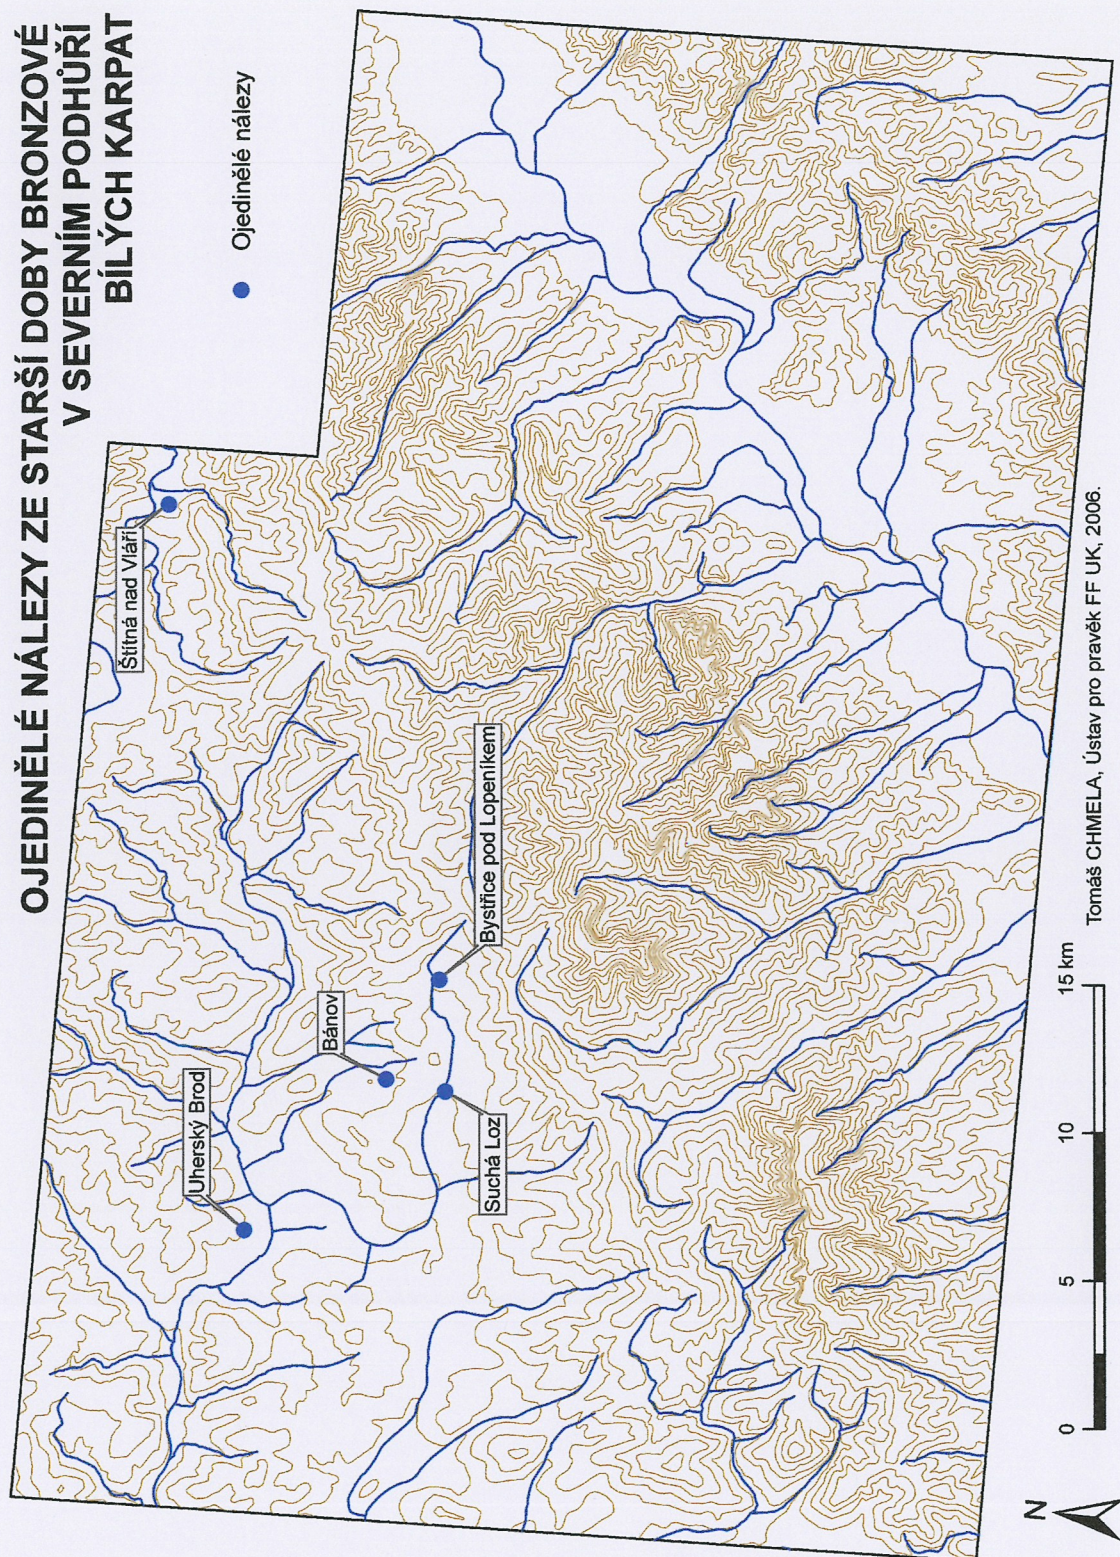 OJEDINĚLÉ NÁLEZY ZE STARŠÍ DOBY BRONZOVÉ
V SEVERNÍM PODHŮŘÍ
BÍLÝCH KARPAT
Ojedinělé nálezy
Štítná nad Vláří
Uherský Brod
Bánov
Bystřice pod Lopeníkem
Suchá Loz
N
0
5
10
15 km
Tomáš CHMELA, Ústav pro pravěk FF UK, 2006.